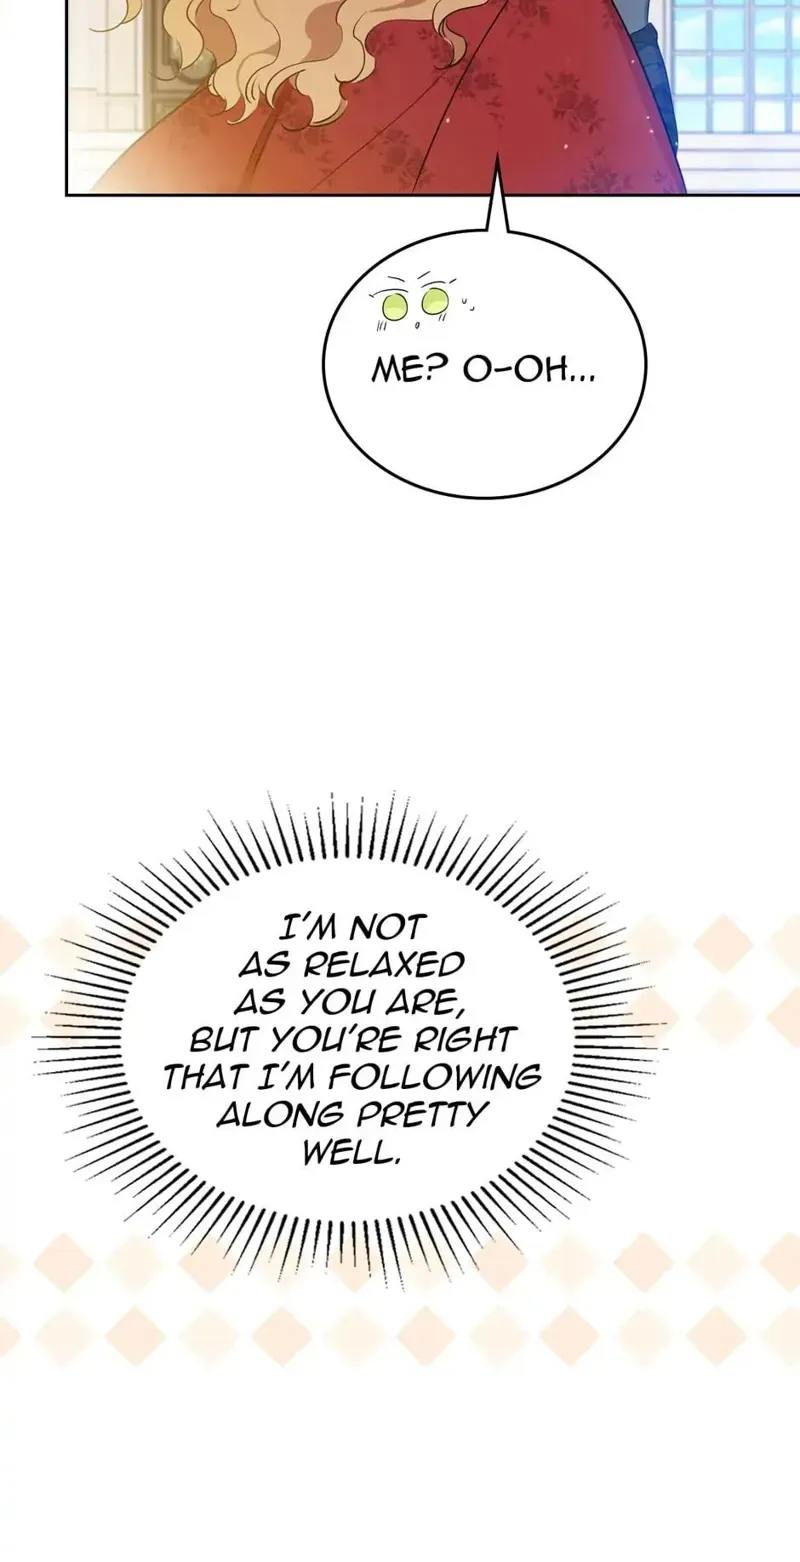 ME? O-OH...
I'M NOT
AS RELAXED
AS YOU ARE,
BUT YOU'RE RIGHT
THAT I'M FOLLOWING
ALONG PRETTY
WELL.